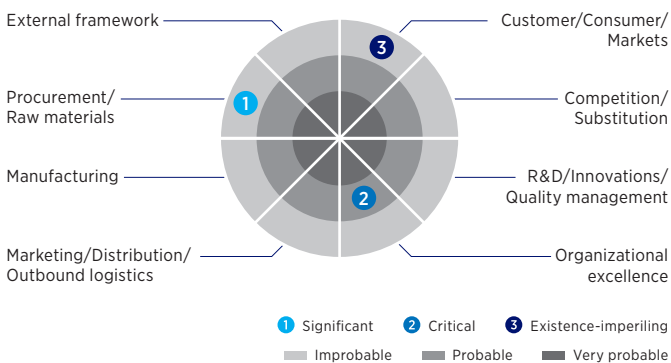 External framework
Customer/Consumer/
Markets
3
Procurement/
Raw materials
1
Competition/
Substitution
Manufacturing
R&D/Innovations/
Quality management
2
Marketing/Distribution/
Outbound logistics
Organizational
excellence
1 Significant 2 Critical 3 Existence-imperiling
Improbable Probable Very probable